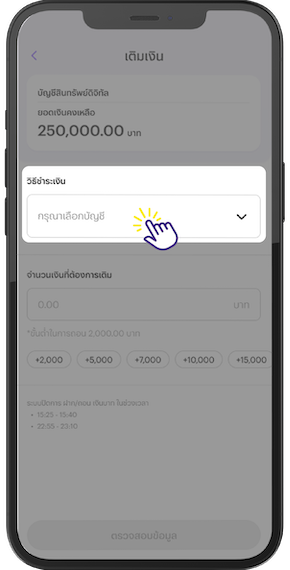 เติมเงิน
บัญชีสินทรัพย์ดิจิทัล
ยอดเงินคงเหลือ
250,000.00 บาท
วิธีชำระเงิน
กรุณาเลือกบัญชี
จำนวนเงินที่ต้องการเติม
0.00 บาท
*ขั้นต่ำในการถอน 2,000.00 บาท
+2,000 +5,000 +7,000 +10,000 +15,000
ระบบปิดการ ฝาก/ถอน เงินบาท ในช่วงเวลา
• 15:25 - 15:40
• 22:55 - 23:10
ตรวจสอบข้อมูล